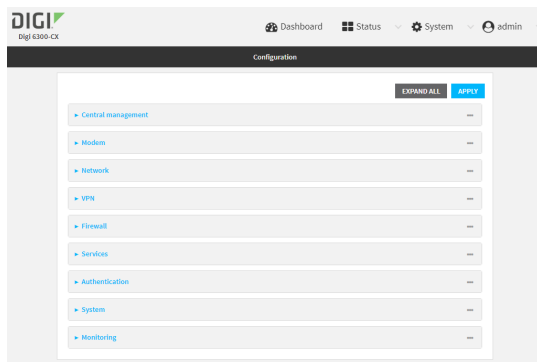 DIGI
Digi 6300-CX
Dashboard Status System admin
Configuration
EXPAND ALL APPLY
Central management
Modem
Network
VPN
Firewall
Services
Authentication
System
Monitoring